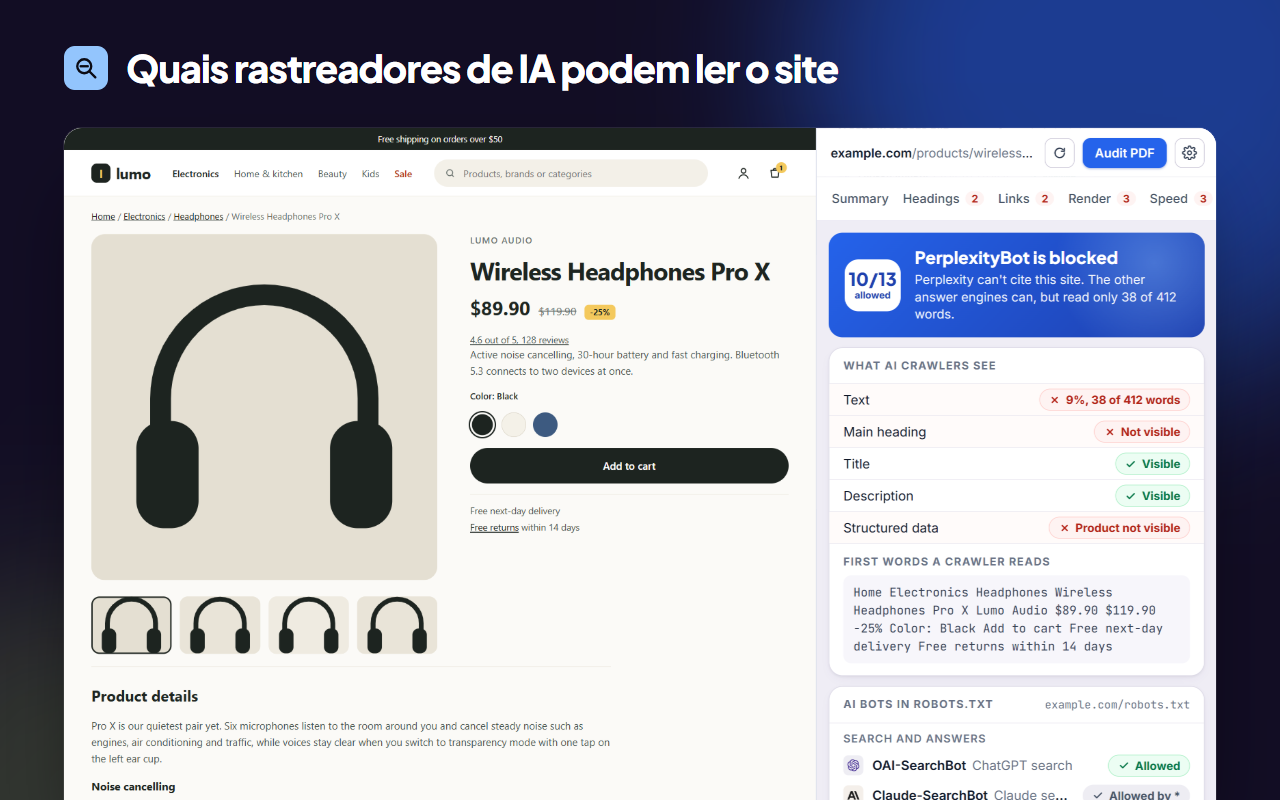 Quais rastreadores de IA podem ler o site
Free shipping on orders over $50
lumo
Electronics Home & kitchen Beauty Kids Sale Products, brands or categories 1
Home / Electronics / Headphones / Wireless Headphones Pro X
LUMO AUDIO
Wireless Headphones Pro X
$89.90 $119.90 -25%
4.6 out of 5, 128 reviews
Active noise cancelling, 30-hour battery and fast charging. Bluetooth
5.3 connects to two devices at once.
Color: Black
Add to cart
Free next-day delivery
Free returns within 14 days
Product details
Pro X is our quietest pair yet. Six microphones listen to the room around you and cancel steady noise such as
engines, air conditioning and traffic, while voices stay clear when you switch to transparency mode with one tap on
the left ear cup.
Noise cancelling
example.com/products/wireless... Audit PDF
Summary Headings 2 Links 2 Render 3 Speed 3
10/13
allowed
PerplexityBot is blocked
Perplexity can't cite this site. The other
answer engines can, but read only 38 of 412
words.
WHAT AI CRAWLERS SEE
Text 9%, 38 of 412 words
Main heading Not visible
Title Visible
Description Visible
Structured data Product not visible
FIRST WORDS A CRAWLER READS
Home Electronics Headphones Wireless
Headphones Pro X Lumo Audio $89.90 $119.90
-25% Color: Black Add to cart Free next-day
delivery Free returns within 14 days
AI BOTS IN ROBOTS.TXT example.com/robots.txt
SEARCH AND ANSWERS
OAI-SearchBot ChatGPT search Allowed
Claude-SearchBot Claude se... Allowed by *